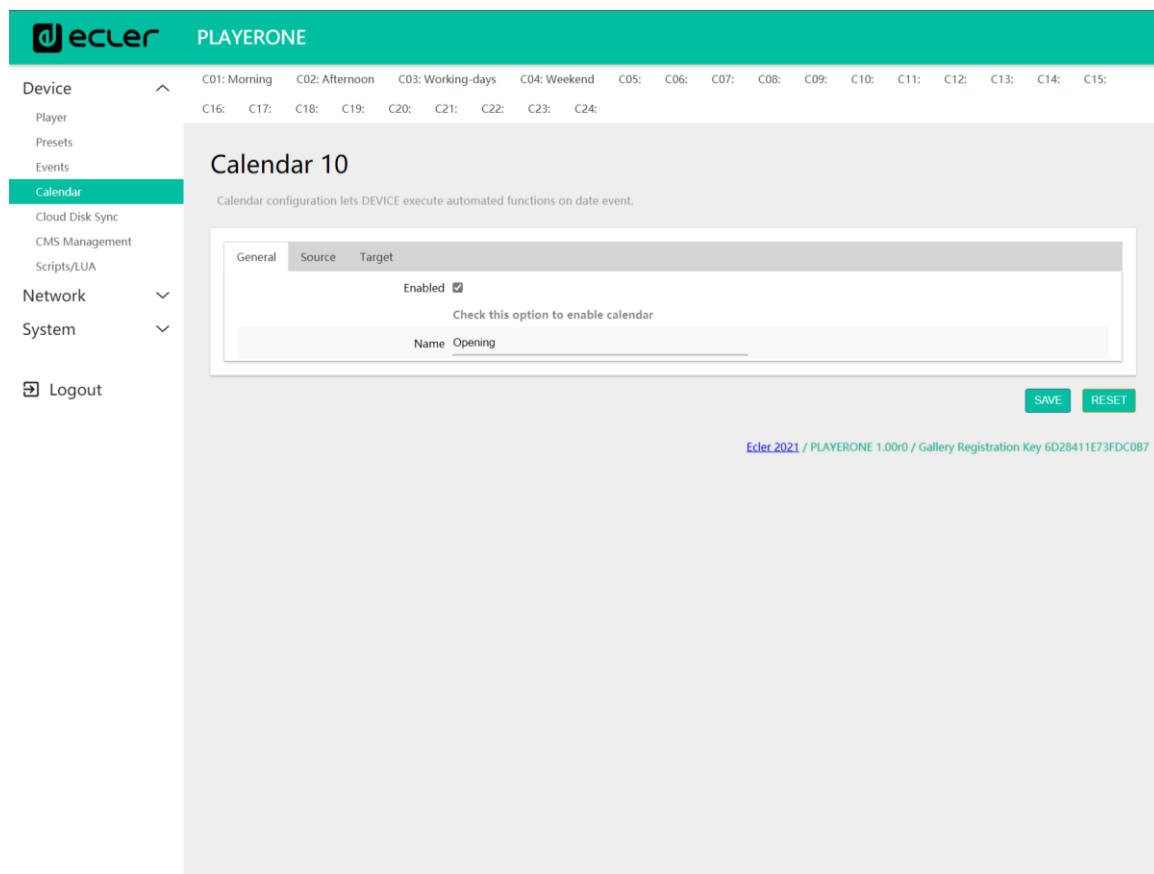 ecler
PLAYERONE
Device
Player
Presets
Events
Calendar
Cloud Disk Sync
CMS Management
Scripts/LUA
Network
System
Logout
C01: Morning C02: Afternoon C03: Working-days C04: Weekend C05: C06: C07: C08: C09: C10: C11: C12: C13: C14: C15:
C16: C17: C18: C19: C20: C21: C22: C23: C24:
Calendar 10
Calendar configuration lets DEVICE execute automated functions on date event.
General Source Target
Enabled
Check this option to enable calendar
Name Opening
SAVE RESET
Ecler 2021 / PLAYERONE 1.00r0 / Gallery Registration Key 6D28411E73FDC0B7